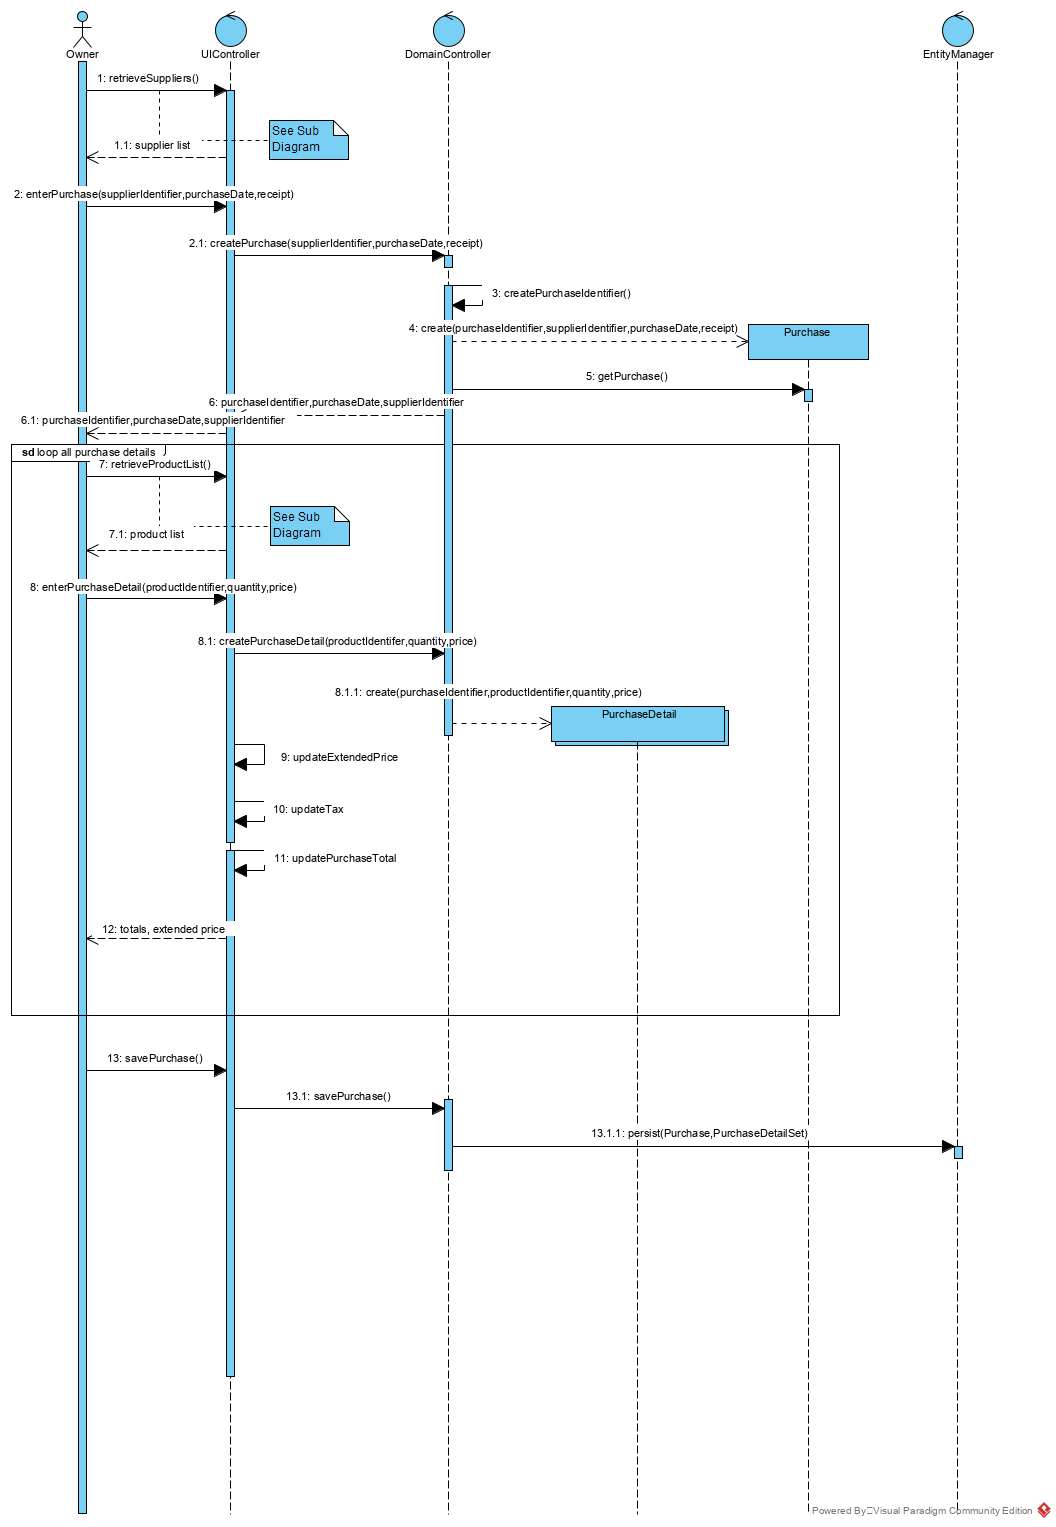 Owner
UIController
DomainController
EntityManager
1: retrieveSuppliers()
See Sub
Diagram
1.1: supplier list
2: enterPurchase(supplierIdentifier,purchaseDate,receipt)
2.1: createPurchase(supplierIdentifier,purchaseDate,receipt)
3: createPurchaseIdentifier()
4: create(purchaseIdentifier,supplierIdentifier,purchaseDate,receipt)
Purchase
5: getPurchase()
6: purchaseIdentifier,purchaseDate,supplierIdentifier
6.1: purchaseIdentifier,purchaseDate,supplierIdentifier
sd loop all purchase details
7: retrieveProductList()
See Sub
Diagram
7.1: product list
8: enterPurchaseDetail(productIdentifier,quantity,price)
8.1: createPurchaseDetail(productIdentifer,quantity,price)
8.1.1: create(purchaseIdentifier,productIdentifier,quantity,price)
PurchaseDetail
9: updateExtendedPrice
10: updateTax
11: updatePurchaseTotal
12: totals, extended price
13: savePurchase()
13.1: savePurchase()
13.1.1: persist(Purchase,PurchaseDetailSet)
Powered By Visual Paradigm Community Edition